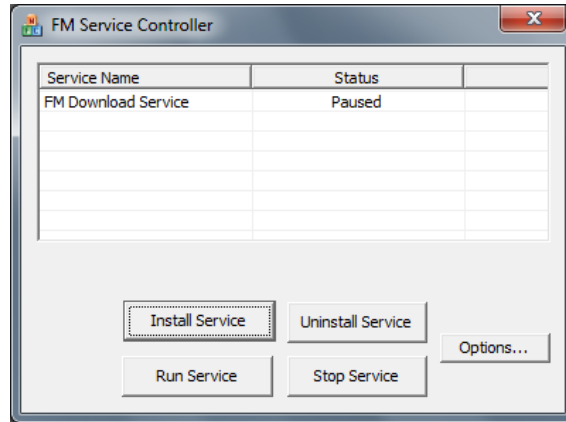 FM Service Controller
Service Name Status
FM Download Service Paused
Install Service Uninstall Service
Options...
Run Service Stop Service